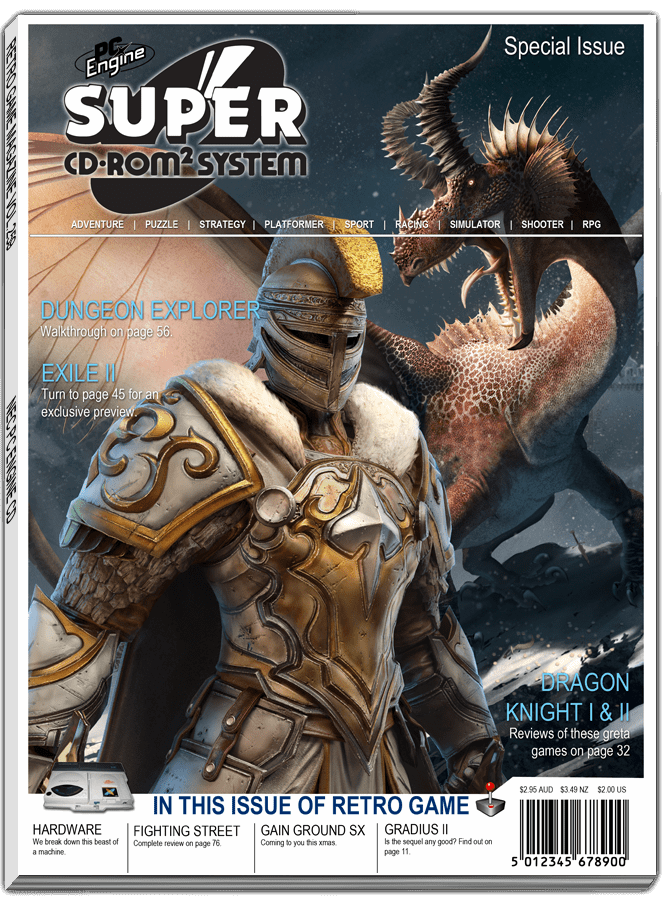 PC Engine
SUPER
CD·ROM² SYSTEM
Special Issue
ADVENTURE | PUZZLE | STRATEGY | PLATFORMER | SPORT | RACING | SIMULATOR | SHOOTER | RPG
DUNGEON EXPLORER
Walkthrough on page 56.
EXILE II
Turn to page 45 for an
exclusive preview.
DRAGON
KNIGHT I & II
Reviews of these greta
games on page 32
IN THIS ISSUE OF RETRO GAME
$2.95 AUD $3.49 NZ $2.00 US
HARDWARE
We break down this beast of
a machine.
FIGHTING STREET
Complete review on page 76.
GAIN GROUND SX
Coming to you this xmas.
GRADIUS II
Is the sequel any good? Find out on
page 11.
5 012345 678900